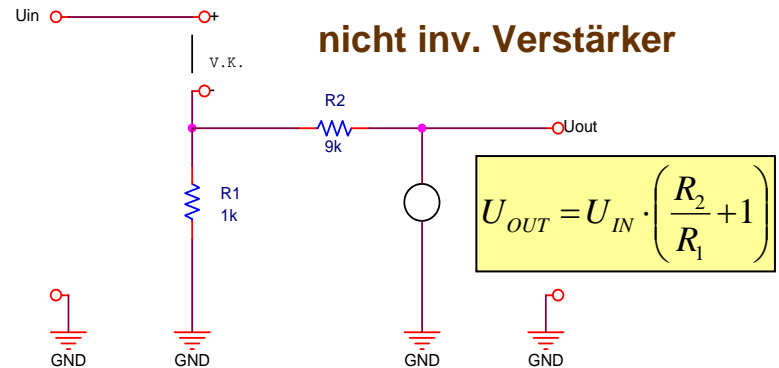 Uin
+
nicht inv. Verstärker
V.K.
-
R2
9k
Uout
R1
1k
U_OUT = U_IN · (R_2/R_1 + 1)
GND
GND
GND
GND